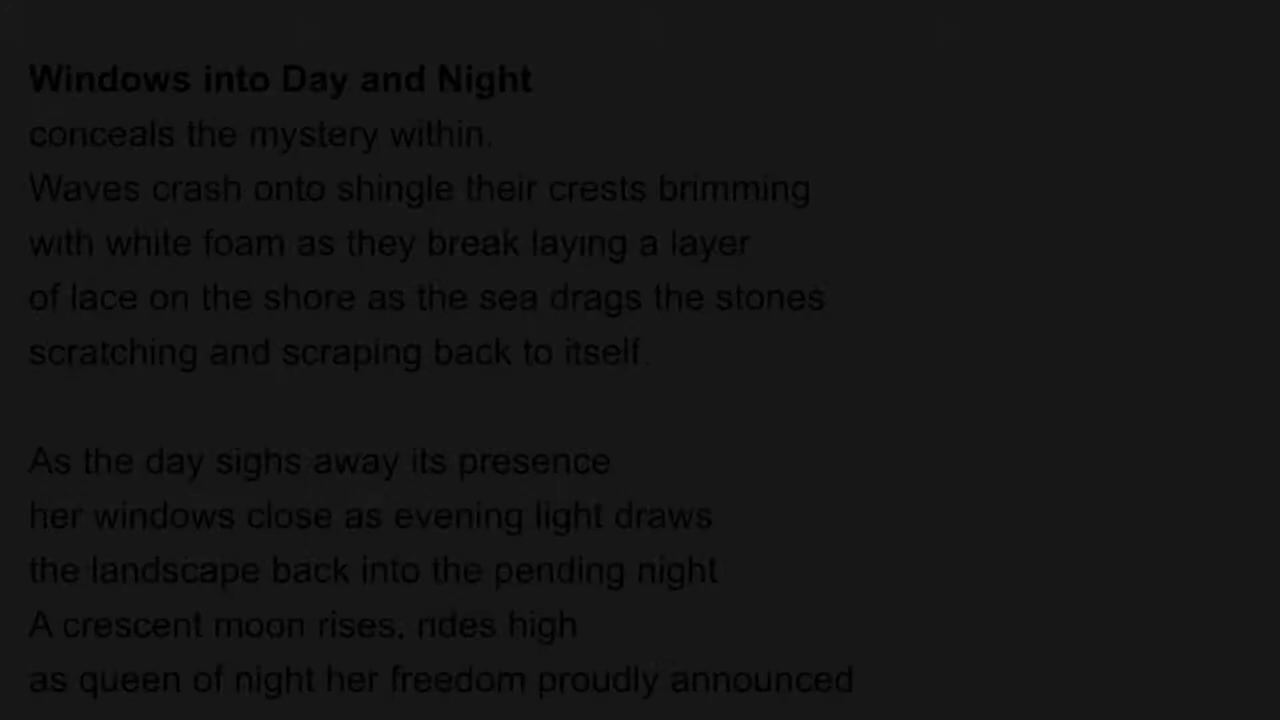 Windows into Day and Night
conceals the mystery within.
Waves crash onto shingle their crests brimming
with white foam as they break laying a layer
of lace on the shore as the sea drags the stones
scratching and scraping back to itself.
As the day sighs away its presence
her windows close as evening light draws
the landscape back into the pending night
A crescent moon rises, rides high
as queen of night her freedom proudly announced